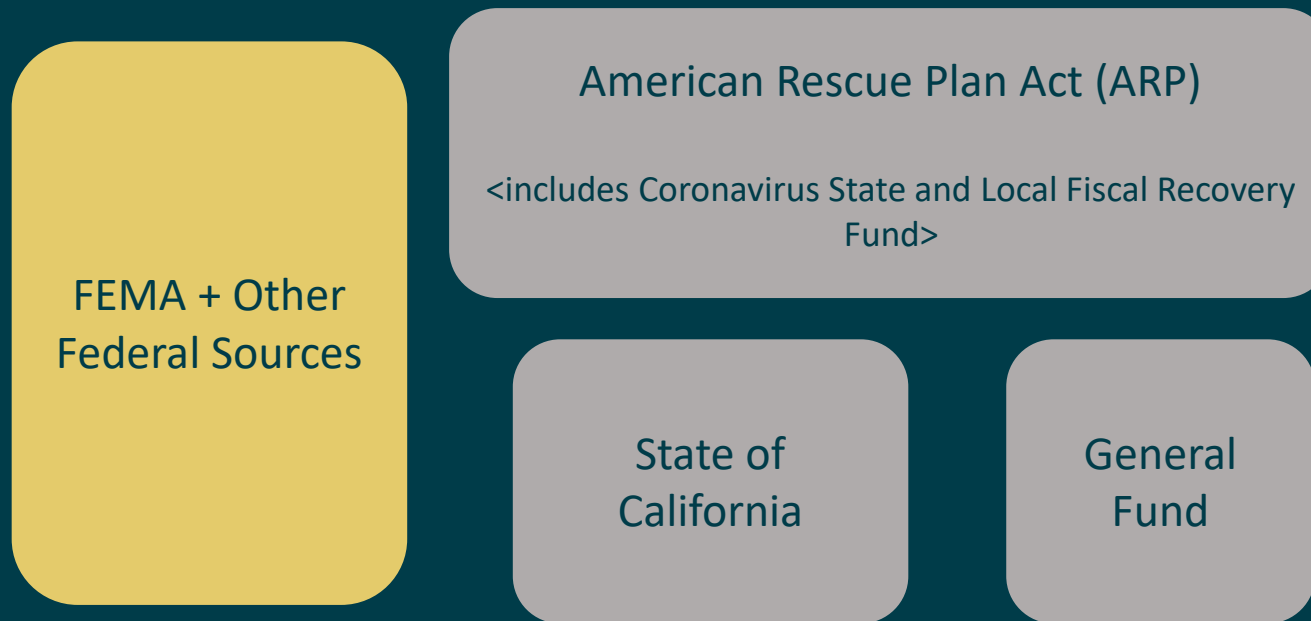 FEMA + Other
Federal Sources
American Rescue Plan Act (ARP)
<includes Coronavirus State and Local Fiscal Recovery
Fund>
State of
California
General
Fund